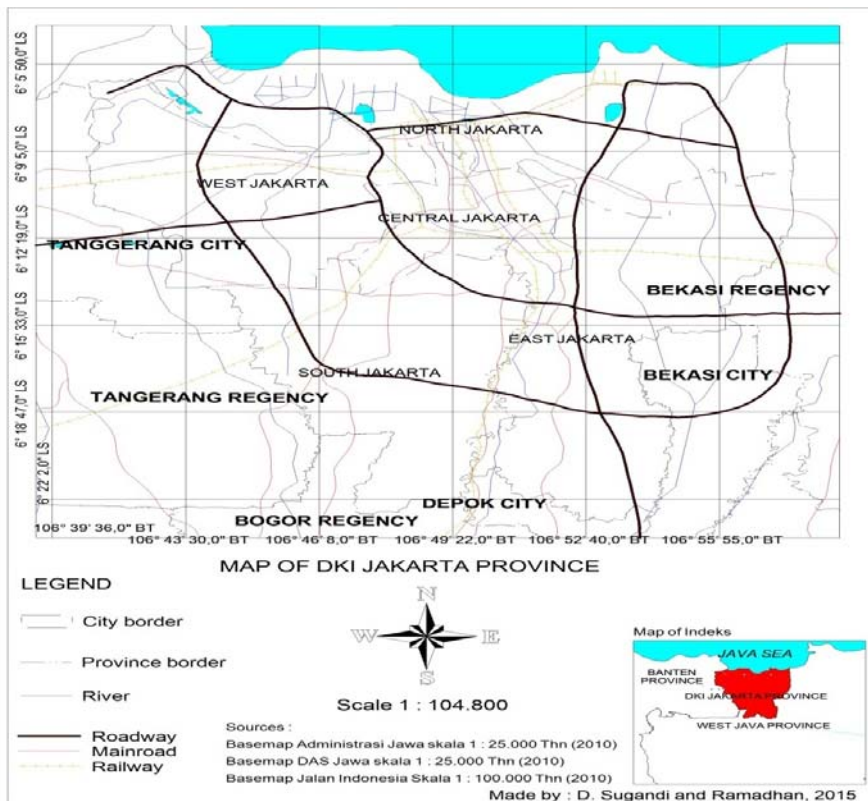 6° 5'50,0" LS
6° 9'5,0" LS
6° 12'19,0 LS
6° 15'33,0 LS
6° 18'47,0 LS
6° 22'2,0" LS
NORTH JAKARTA
WEST JAKARTA
CENTRAL JAKARTA
TANGGERANG CITY
BEKASI REGENCY
EAST JAKARTA
SOUTH JAKARTA
BEKASI CITY
TANGERANG REGENCY
DEPOK CITY
BOGOR REGENCY
106° 39' 36,0" BT
106° 43' 30,0" BT
106° 46' 8,0" BT
106° 49' 22,0" BT
106° 52' 40,0" BT
106° 55' 55,0" BT
MAP OF DKI JAKARTA PROVINCE
LEGEND
City border
Province border
River
Roadway
Mainroad
Railway
N
W
E
S
Scale 1 : 104.800
Sources :
Basemap Administrasi Jawa skala 1 : 25.000 Thn (2010)
Basemap DAS Jawa skala 1 : 25.000 Thn (2010)
Basemap Jalan Indonesia Skala 1 : 100.000 Thn (2010)
Map of Indeks
JAVA SEA
BANTEN
PROVINCE
DKI JAKARTA PROVINCE
WEST JAVA PROVINCE
Made by : D. Sugandi and Ramadhan, 2015